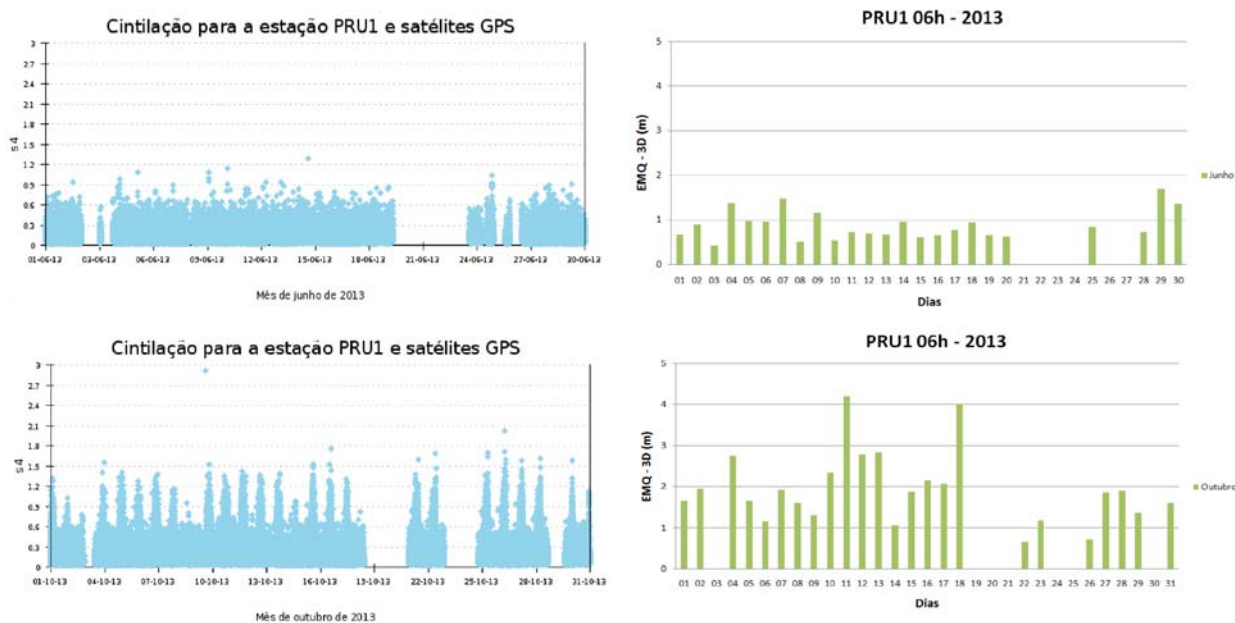 Cintilação para a estação PRU1 e satélites GPS
3
2.7
2.4
2.1
1.8
1.5
1.2
0.9
0.6
0.3
0
s4
01-06-13 03-06-13 06-06-13 09-06-13 12-06-13 15-06-13 18-06-13 21-06-13 24-06-13 27-06-13 30-06-13
Mês de junho de 2013
PRU1 06h - 2013
5
4
3
2
1
0
EMQ - 3D (m)
01 02 03 04 05 06 07 08 09 10 11 12 13 14 15 16 17 18 19 20 21 22 23 24 25 26 27 28 29 30
Dias
Junho
Cintilação para a estação PRU1 e satélites GPS
3
2.7
2.4
2.1
1.8
1.5
1.2
0.9
0.6
0.3
0
s4
01-10-13 04-10-13 07-10-13 10-10-13 13-10-13 16-10-13 19-10-13 22-10-13 25-10-13 28-10-13 31-10-13
Mês de outubro de 2013
PRU1 06h - 2013
5
4
3
2
1
0
EMQ - 3D (m)
01 02 03 04 05 06 07 08 09 10 11 12 13 14 15 16 17 18 19 20 21 22 23 24 25 26 27 28 29 30 31
Dias
Outubro